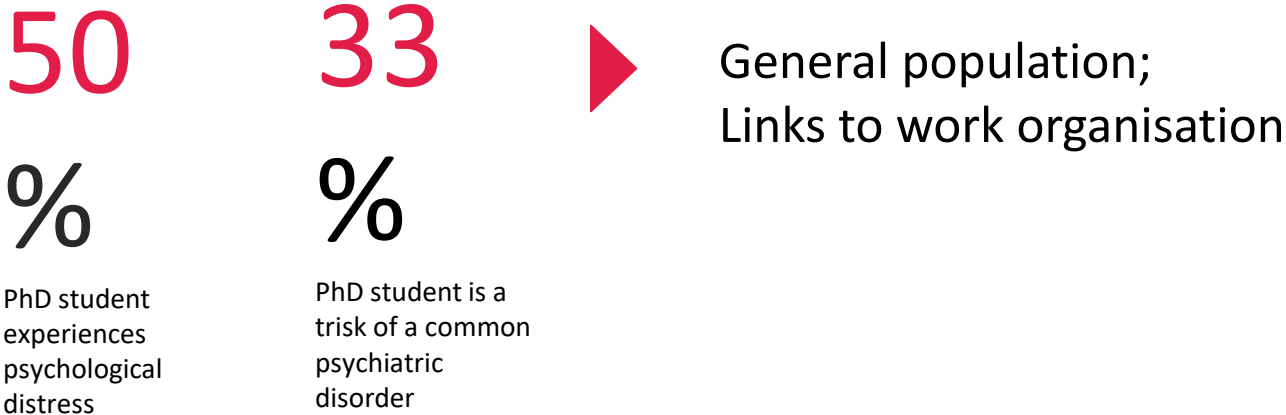 50
%
PhD student
experiences
psychological
distress
33
%
PhD student is a
trisk of a common
psychiatric
disorder
General population;
Links to work organisation